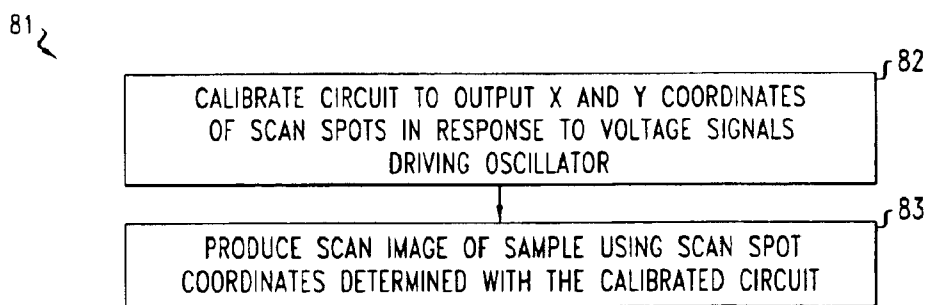 81
82
CALIBRATE CIRCUIT TO OUTPUT X AND Y COORDINATES
OF SCAN SPOTS IN RESPONSE TO VOLTAGE SIGNALS
DRIVING OSCILLATOR
83
PRODUCE SCAN IMAGE OF SAMPLE USING SCAN SPOT
COORDINATES DETERMINED WITH THE CALIBRATED CIRCUIT